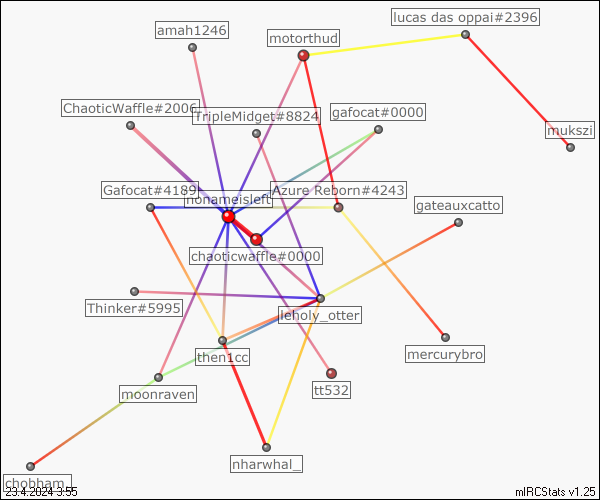 lucas das oppai#2396
amah1246
motorthud
ChaoticWaffle#2006
TripleMidget#8824
gafocat#0000
mukszi
Gafocat#4189
nonameisleft
Azure Reborn#4243
gateauxcatto
chaoticwaffle#0000
Thinker#5995
leholy_otter
then1cc
mercurybro
moonraven
tt532
nharwhal_
chobham_
23.4.2024 3:55
mIRCStats v1.25